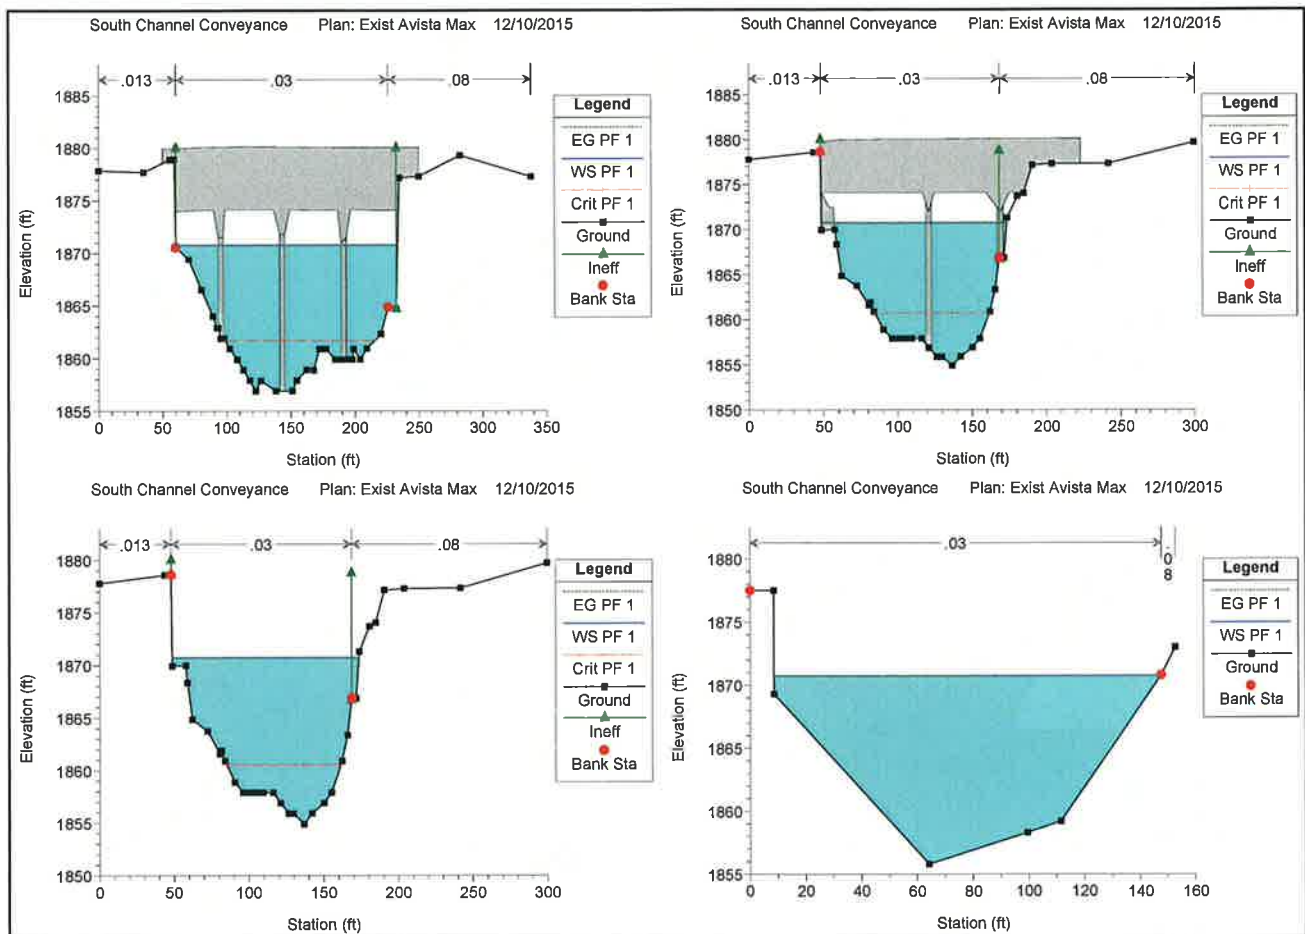 South Channel Conveyance Plan: Exist Avista Max 12/10/2015
.013 .03 .08
Legend
EG PF 1
WS PF 1
Crit PF 1
Ground
Ineff
Bank Sta
Elevation (ft)
1885
1880
1875
1870
1865
1860
1855
0 50 100 150 200 250 300 350
Station (ft)
South Channel Conveyance Plan: Exist Avista Max 12/10/2015
.013 .03 .08
Legend
EG PF 1
WS PF 1
Crit PF 1
Ground
Ineff
Bank Sta
Elevation (ft)
1885
1880
1875
1870
1865
1860
1855
1850
0 50 100 150 200 250 300
Station (ft)
South Channel Conveyance Plan: Exist Avista Max 12/10/2015
.013 .03 .08
Legend
EG PF 1
WS PF 1
Crit PF 1
Ground
Ineff
Bank Sta
Elevation (ft)
1880
1875
1870
1865
1860
1855
1850
0 50 100 150 200 250 300
Station (ft)
South Channel Conveyance Plan: Exist Avista Max 12/10/2015
.03 .08
Legend
EG PF 1
WS PF 1
Ground
Bank Sta
Elevation (ft)
1880
1875
1870
1865
1860
1855
0 20 40 60 80 100 120 140 160
Station (ft)